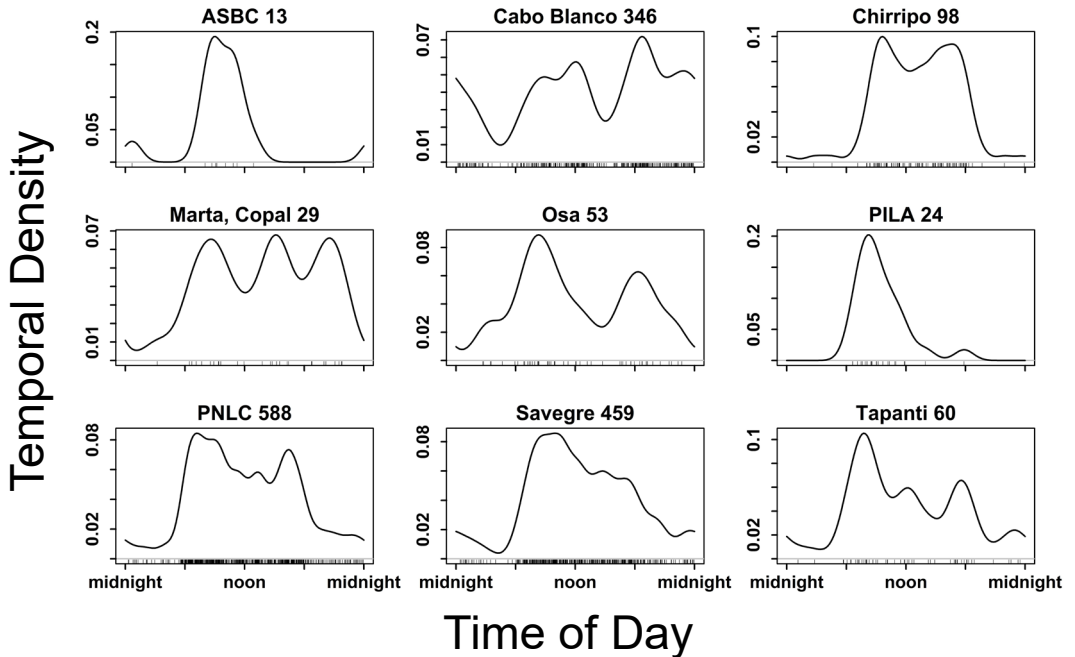 ASBC 13
Cabo Blanco 346
Chirripo 98
0.2
0.05
0.07
0.01
0.1
0.02
Marta, Copal 29
Osa 53
PILA 24
0.07
0.01
0.08
0.02
0.2
0.05
PNLC 588
Savegre 459
Tapanti 60
0.08
0.02
0.08
0.02
0.1
0.02
midnight noon midnight
midnight noon midnight
midnight noon midnight
Temporal Density
Time of Day